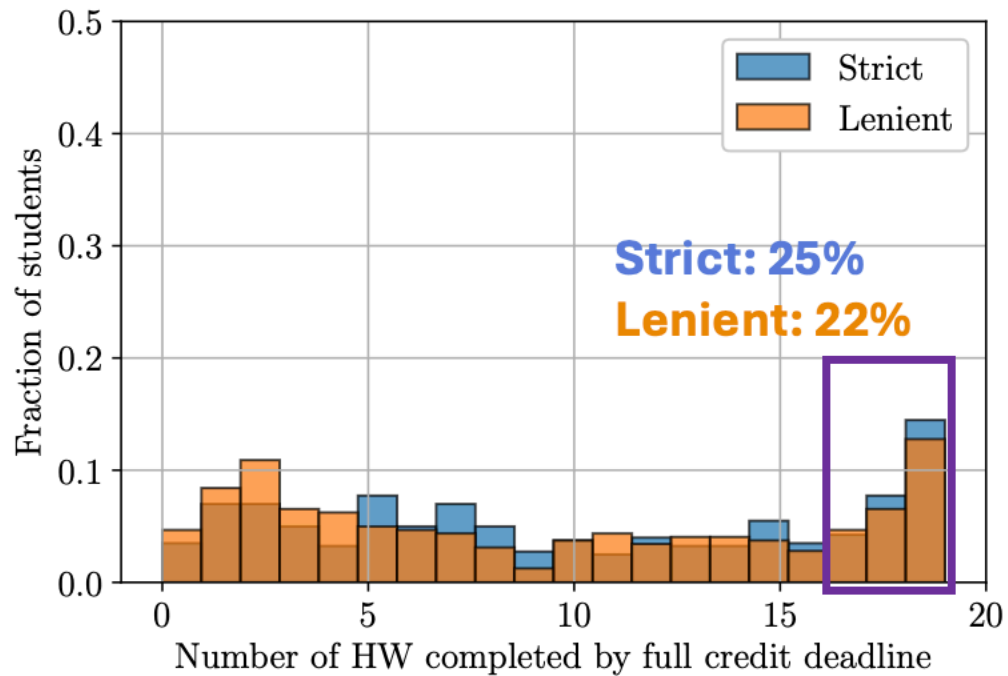 0.5
0.4
0.3
0.2
0.1
0.0
Fraction of students
Strict
Lenient
Strict: 25%
Lenient: 22%
0 5 10 15 20
Number of HW completed by full credit deadline